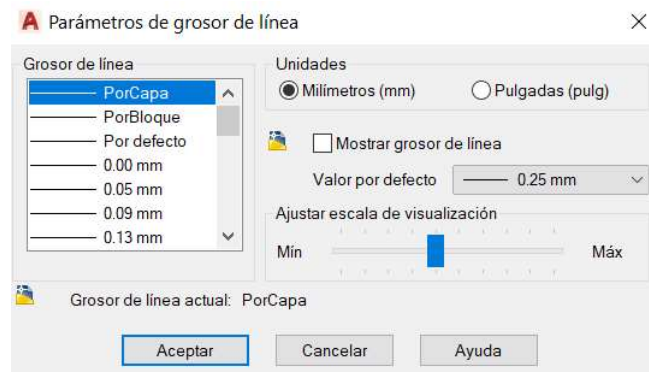 A Parámetros de grosor de línea
Grosor de línea
PorCapa
PorBloque
Por defecto
0.00 mm
0.05 mm
0.09 mm
0.13 mm
Unidades
Milímetros (mm) Pulgadas (pulg)
Mostrar grosor de línea
Valor por defecto 0.25 mm
Ajustar escala de visualización
Mín Máx
Grosor de línea actual: PorCapa
Aceptar Cancelar Ayuda